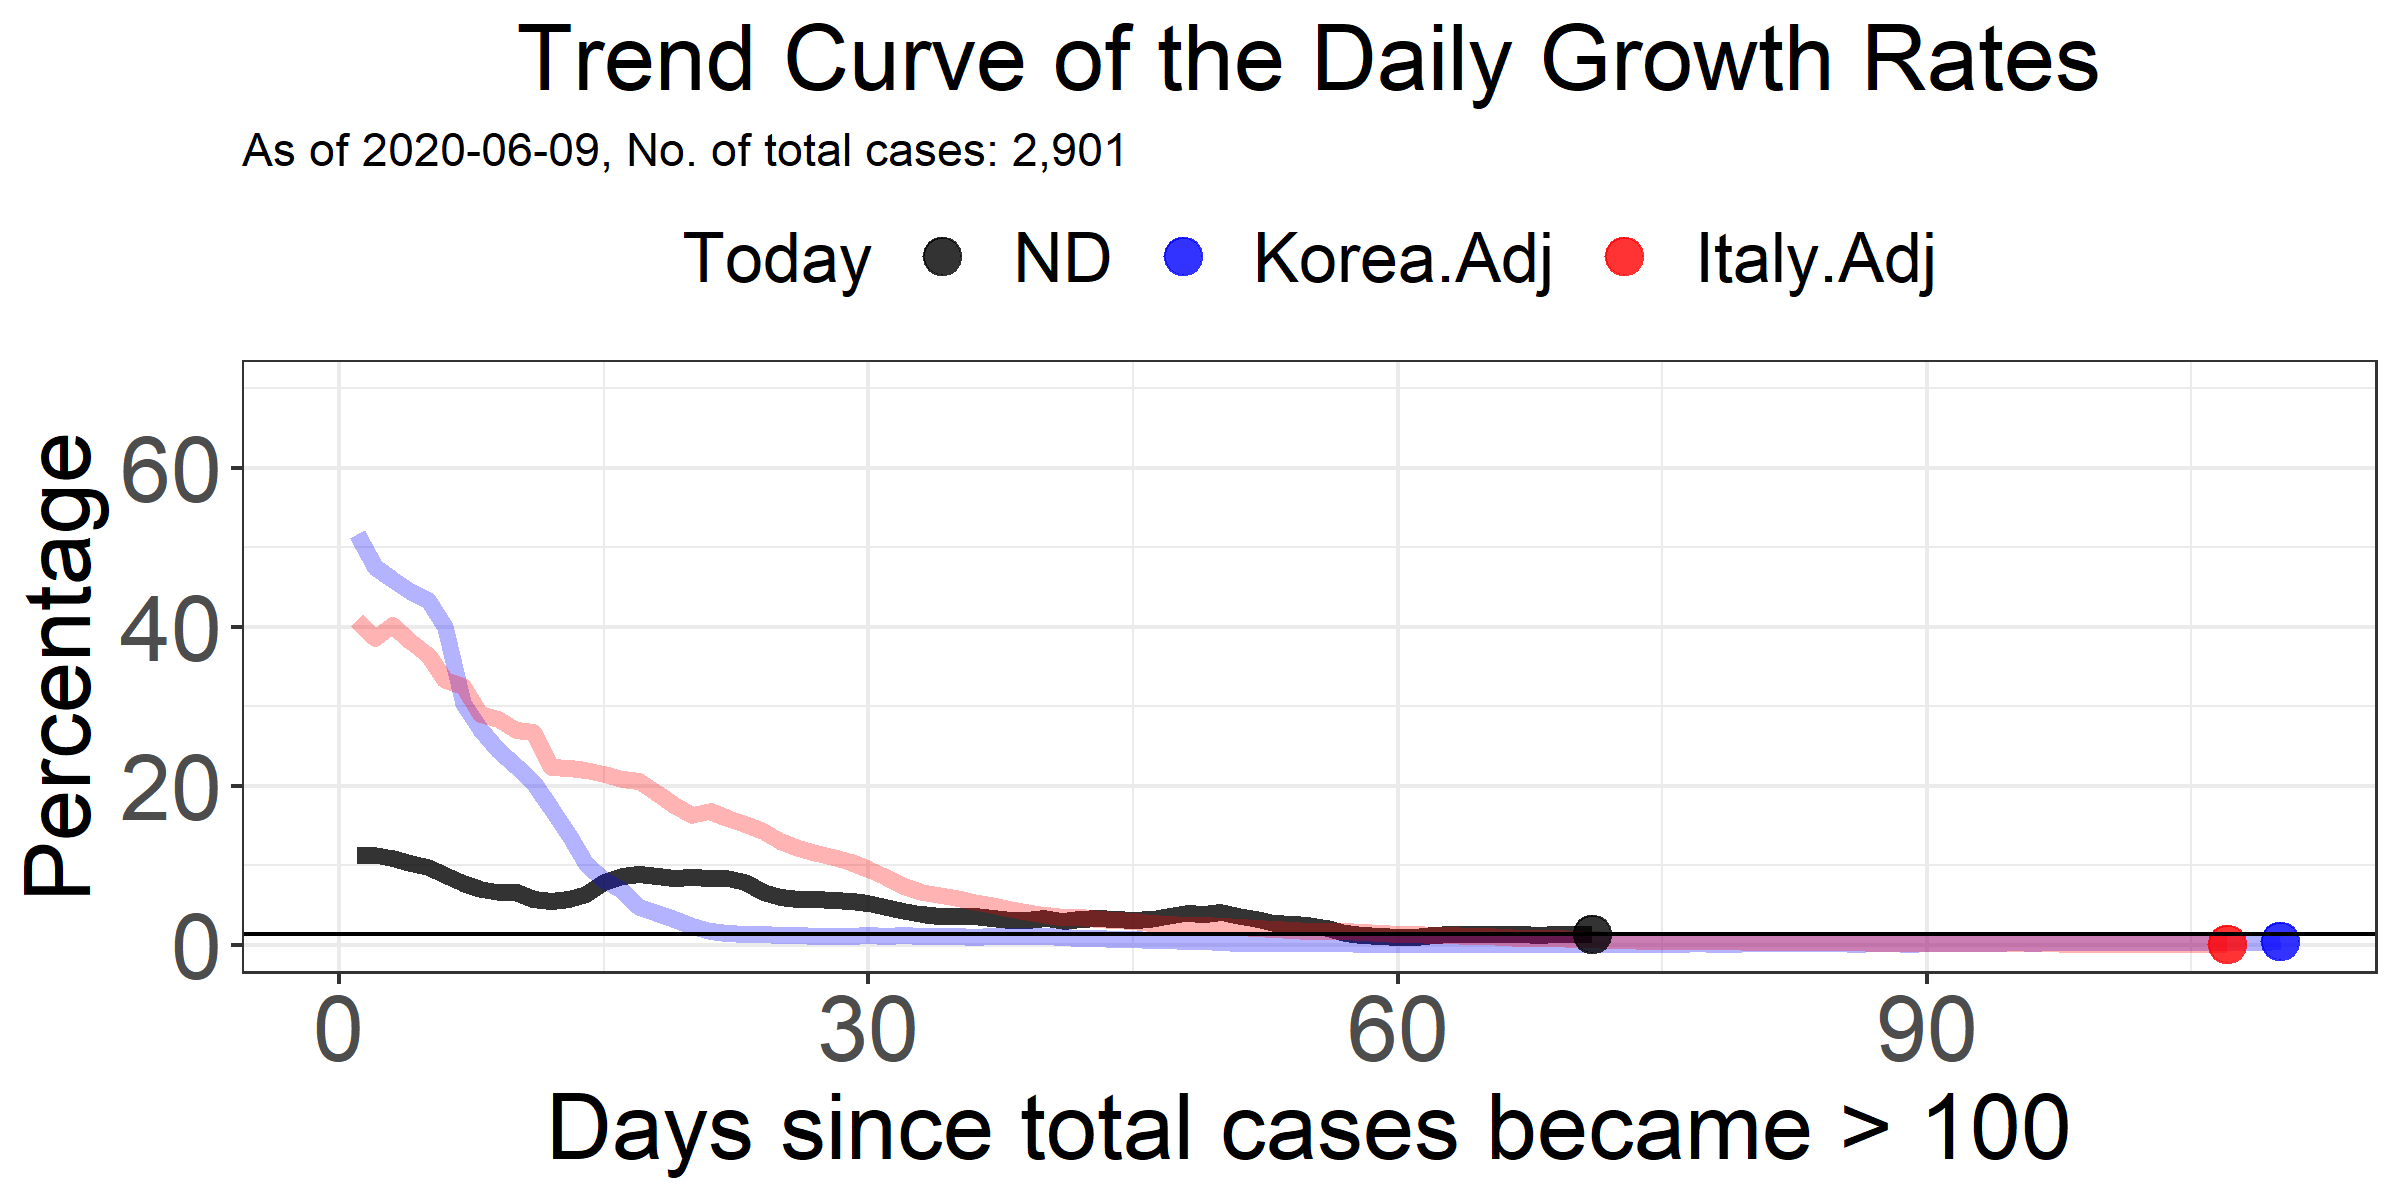 Trend Curve of the Daily Growth Rates
As of 2020-06-09, No. of total cases: 2,901
Today ND Korea.Adj Italy.Adj
Percentage
60
40
20
0
0 30 60 90
Days since total cases became > 100